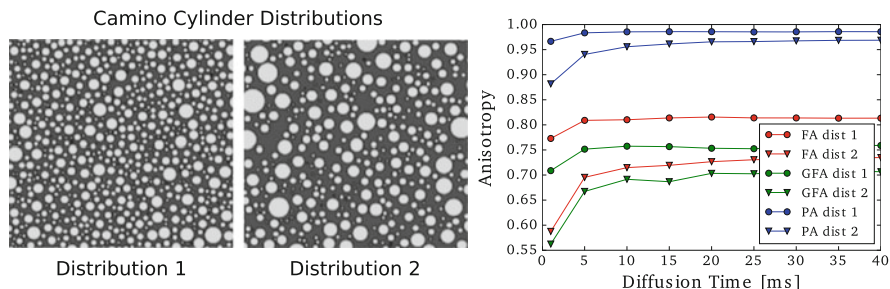 Camino Cylinder Distributions
Distribution 1
Distribution 2
Anisotropy
1.00
0.95
0.90
0.85
0.80
0.75
0.70
0.65
0.60
0.55
FA dist 1
FA dist 2
GFA dist 1
GFA dist 2
PA dist 1
PA dist 2
0 5 10 15 20 25 30 35 40
Diffusion Time [ms]